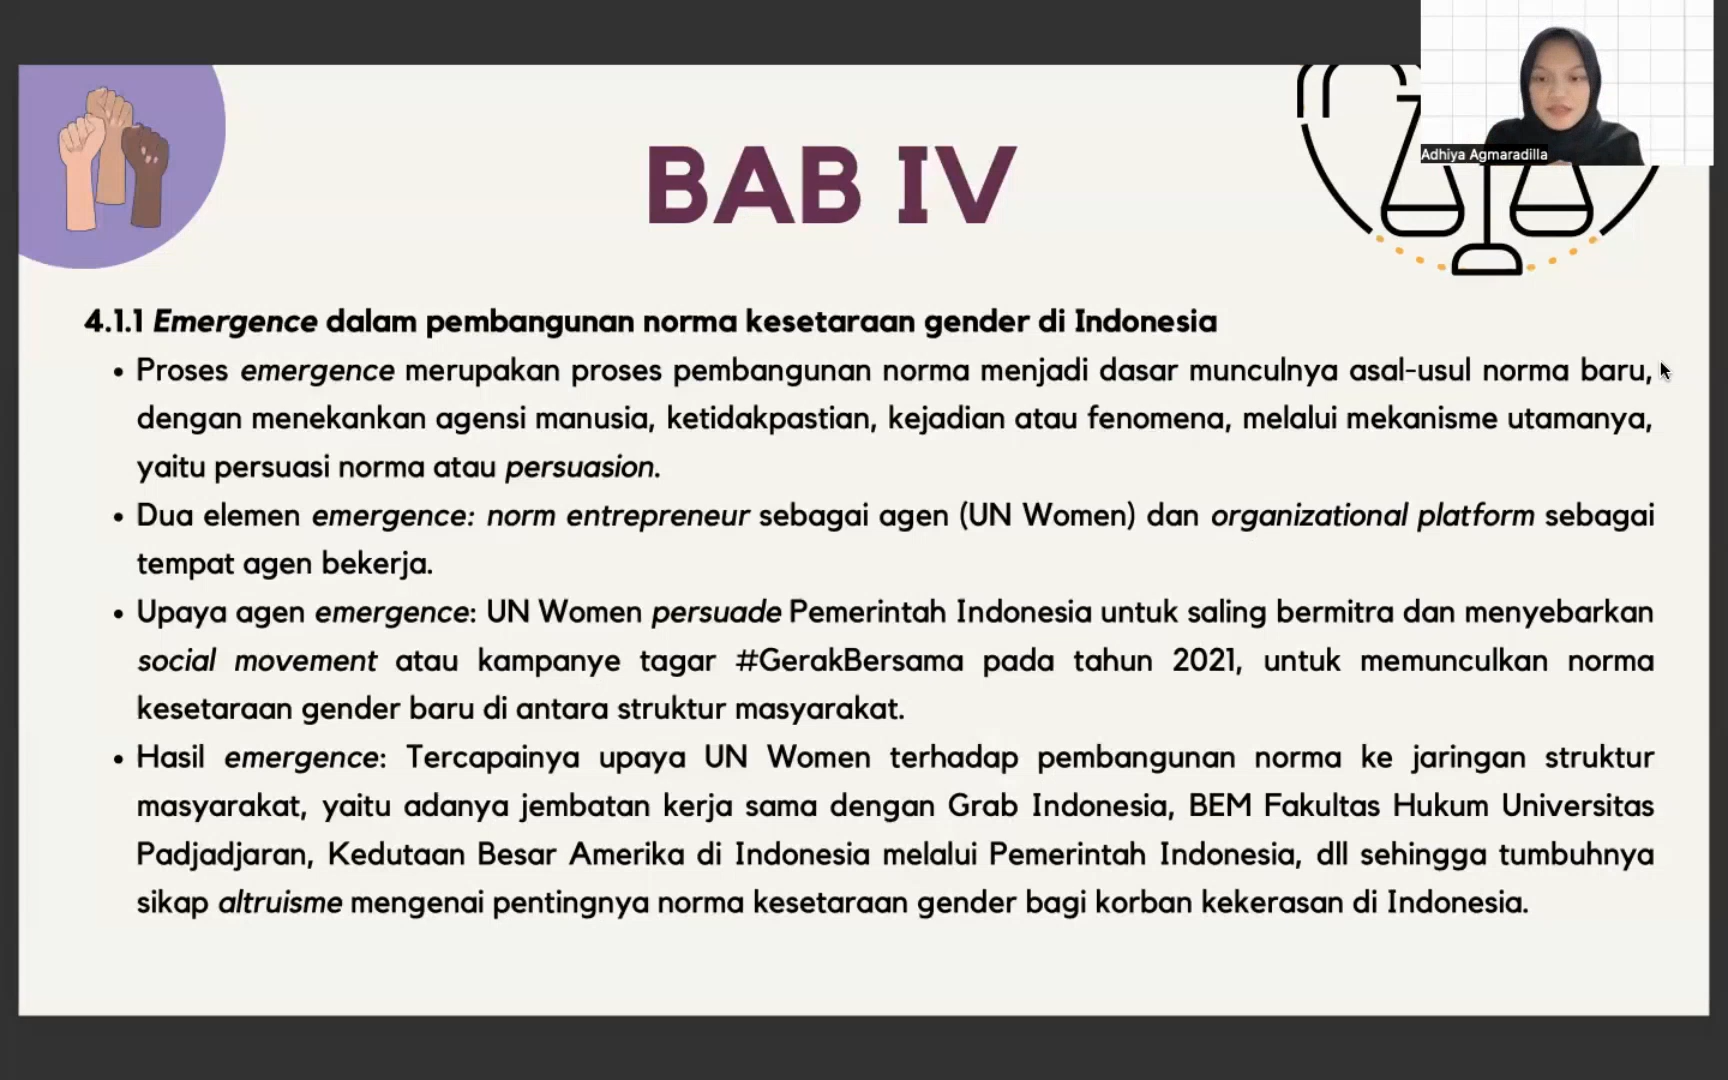 Adhiya Agmaradilla
BAB IV
4.1.1 Emergence dalam pembangunan norma kesetaraan gender di Indonesia
• Proses emergence merupakan proses pembangunan norma menjadi dasar munculnya asal-usul norma baru,
dengan menekankan agensi manusia, ketidakpastian, kejadian atau fenomena, melalui mekanisme utamanya,
yaitu persuasi norma atau persuasion.
• Dua elemen emergence: norm entrepreneur sebagai agen (UN Women) dan organizational platform sebagai
tempat agen bekerja.
• Upaya agen emergence: UN Women persuade Pemerintah Indonesia untuk saling bermitra dan menyebarkan
social movement atau kampanye tagar #GerakBersama pada tahun 2021, untuk memunculkan norma
kesetaraan gender baru di antara struktur masyarakat.
• Hasil emergence: Tercapainya upaya UN Women terhadap pembangunan norma ke jaringan struktur
masyarakat, yaitu adanya jembatan kerja sama dengan Grab Indonesia, BEM Fakultas Hukum Universitas
Padjadjaran, Kedutaan Besar Amerika di Indonesia melalui Pemerintah Indonesia, dll sehingga tumbuhnya
sikap altruisme mengenai pentingnya norma kesetaraan gender bagi korban kekerasan di Indonesia.